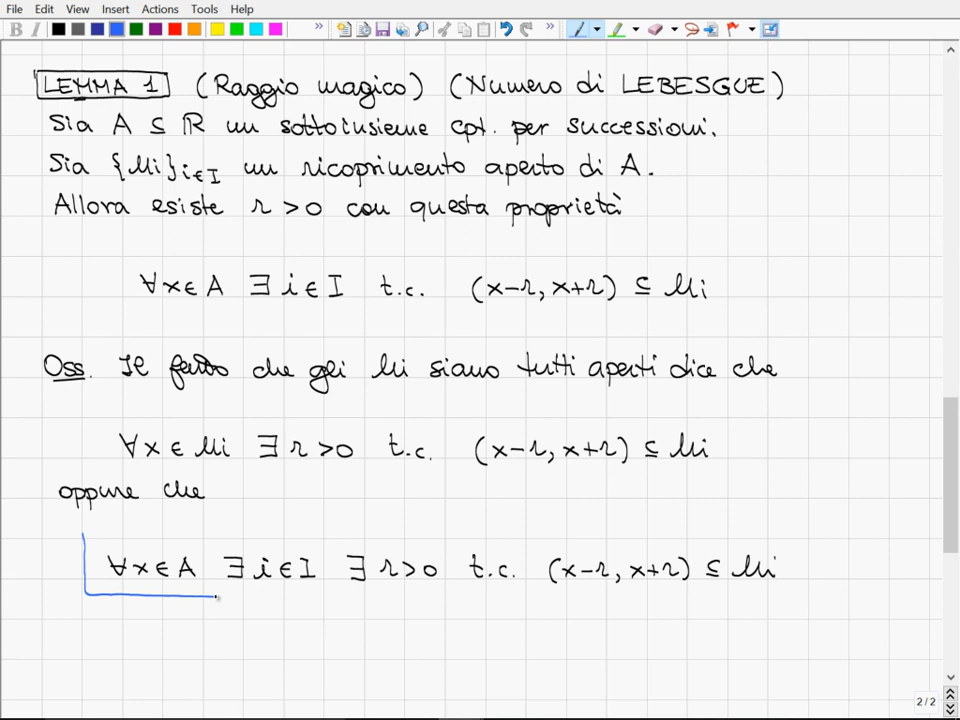 File Edit View Insert Actions Tools Help
B I
LEMMA 1 (Raggio magico) (Numero di LEBESGUE)
Sia A ⊆ ℝ un sottoinsieme cpt. per successioni.
Sia {Ui}i∈I un ricoprimento aperto di A.
Allora esiste r > 0 con questa proprietà
∀x∈A ∃ i∈I t.c. (x-r, x+r) ⊆ Ui
Oss. Il fatto che gli Ui siano tutti aperti dice che
∀x∈Ui ∃ r>0 t.c. (x-r, x+r) ⊆ Ui
oppure che
∀x∈A ∃ i∈I ∃ r>0 t.c. (x-r, x+r) ⊆ Ui
2/2